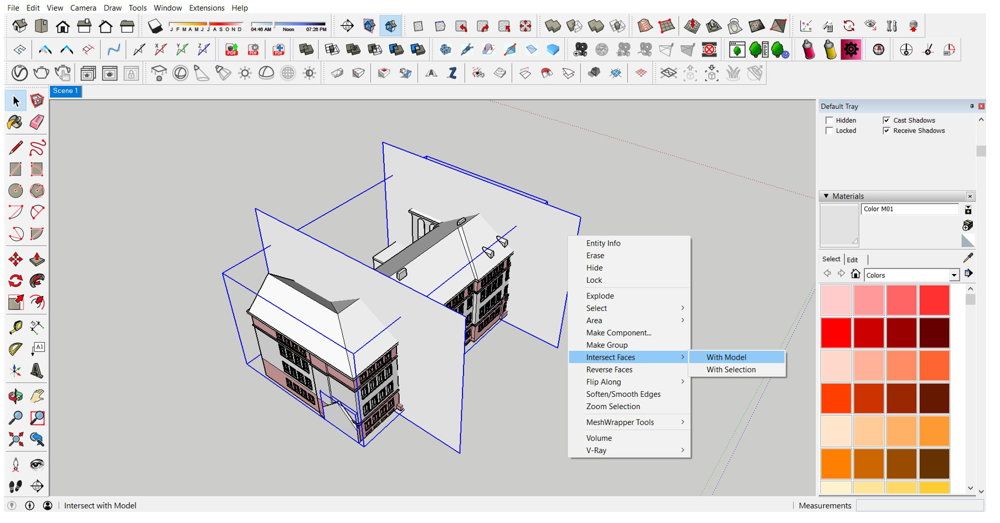 File Edit View Camera Draw Tools Window Extensions Help
J F M A M J J A S O N D
04:46 AM Noon 07:26 PM
PDF PDF PDF
Scene 1
Default Tray
Hidden Cast Shadows
Locked Receive Shadows
Materials
Color M01
Select Edit
Colors
A1
Entity Info
Erase
Hide
Lock
Explode
Select
Area
Make Component...
Make Group
Intersect Faces
With Model
Reverse Faces
With Selection
Flip Along
Soften/Smooth Edges
Zoom Selection
MeshWrapper Tools
Volume
V-Ray
Intersect with Model
Measurements